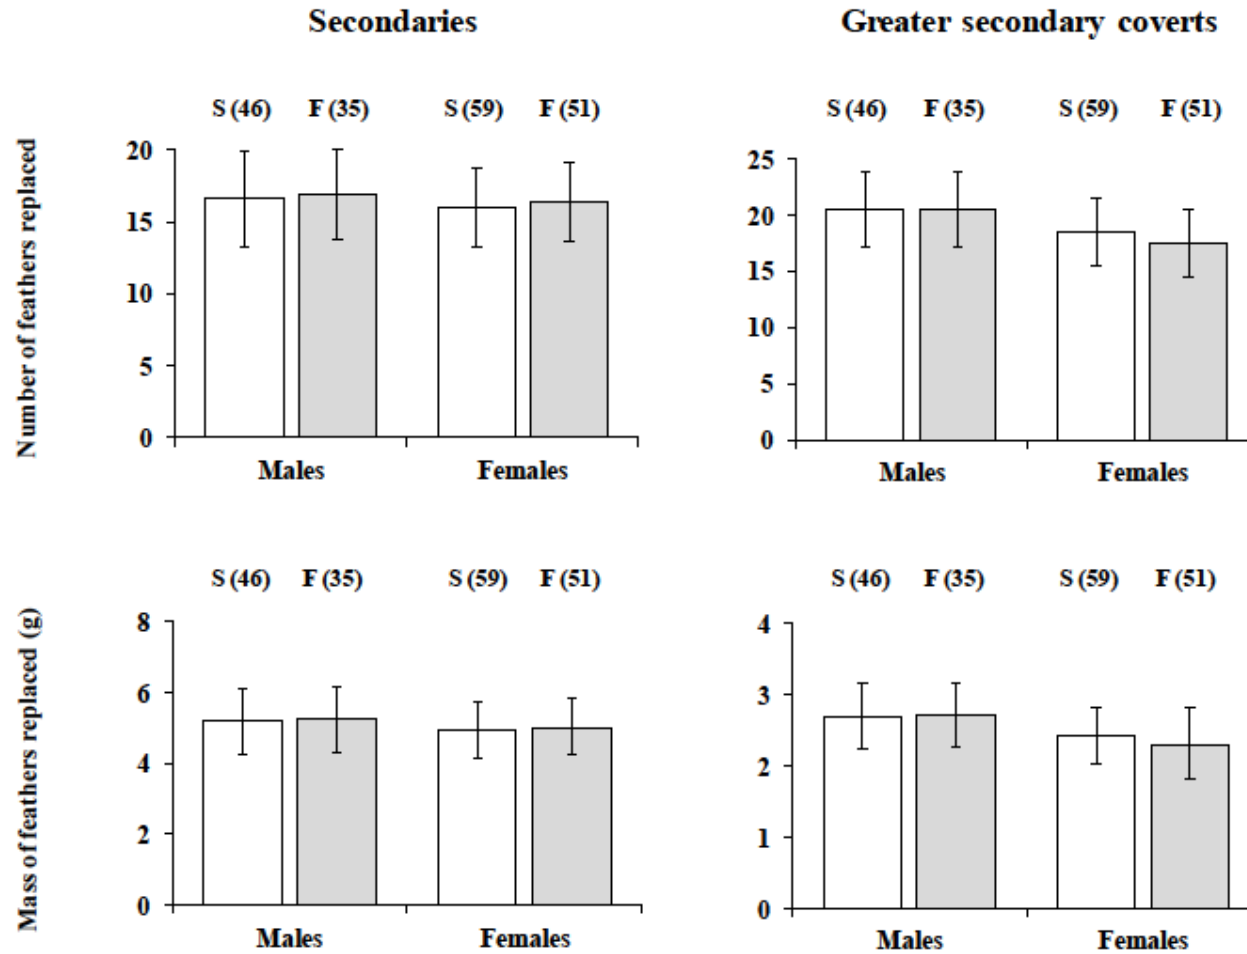 Secondaries
Greater secondary coverts
Number of feathers replaced
S (46) F (35) S (59) F (51)
20
15
10
5
0
Males Females
S (46) F (35) S (59) F (51)
25
20
15
10
5
0
Males Females
Mass of feathers replaced (g)
S (46) F (35) S (59) F (51)
8
6
4
2
0
Males Females
S (46) F (35) S (59) F (51)
4
3
2
1
0
Males Females